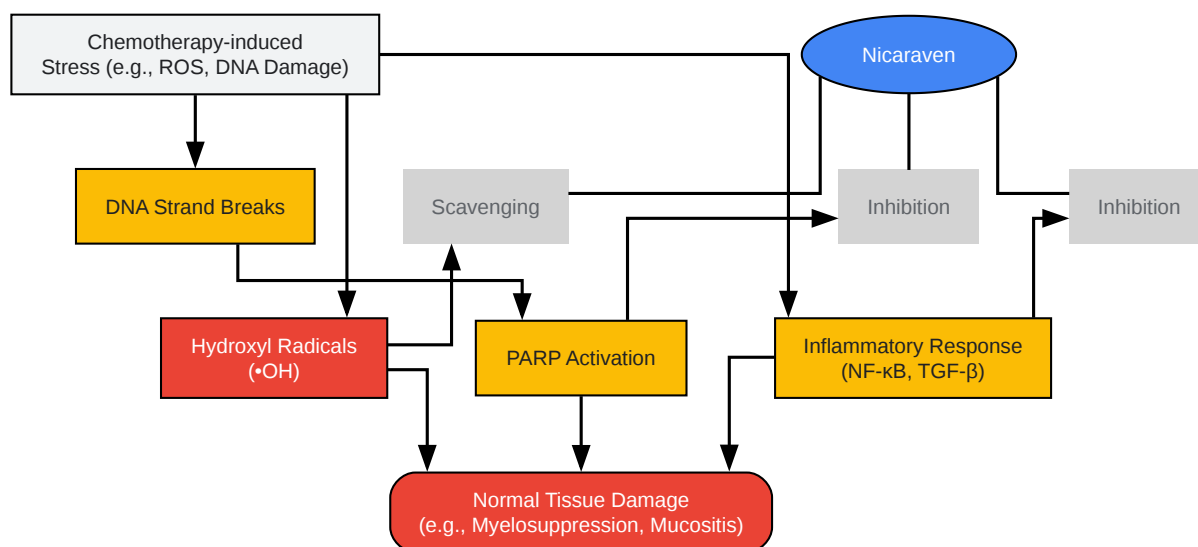 Chemotherapy-induced
Stress (e.g., ROS, DNA Damage)
Nicaraven
DNA Strand Breaks
Scavenging
Inhibition
Inhibition
Hydroxyl Radicals
(•OH)
PARP Activation
Inflammatory Response
(NF-κB, TGF-β)
Normal Tissue Damage
(e.g., Myelosuppression, Mucositis)